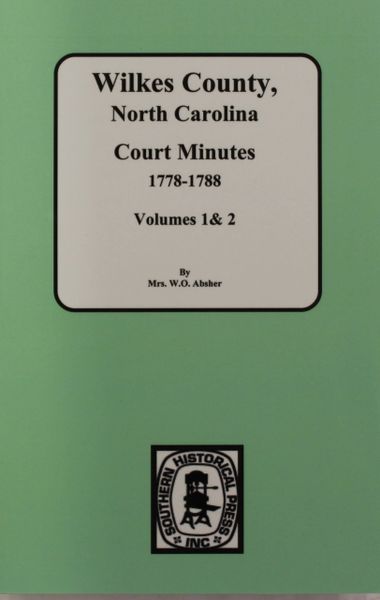 Wilkes County,
North Carolina
Court Minutes
1778-1788
Volumes 1& 2
By
Mrs. W.O. Absher
SOUTHERN HISTORICAL PRESS
INC